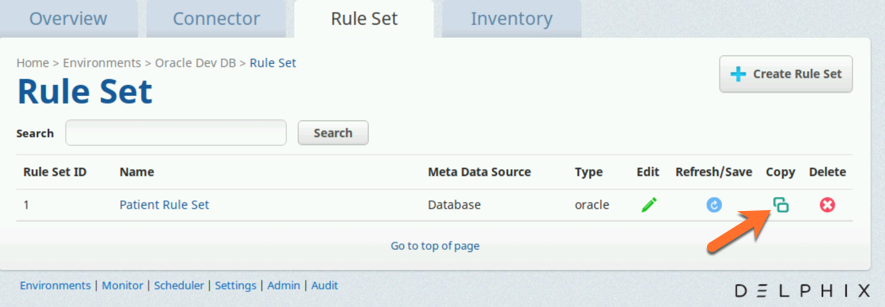 Overview Connector Rule Set Inventory
Home > Environments > Oracle Dev DB > Rule Set
Create Rule Set
Rule Set
Search Search
Rule Set ID Name Meta Data Source Type Edit Refresh/Save Copy Delete
1 Patient Rule Set Database oracle
Go to top of page
Environments | Monitor | Scheduler | Settings | Admin | Audit
DELPHIX